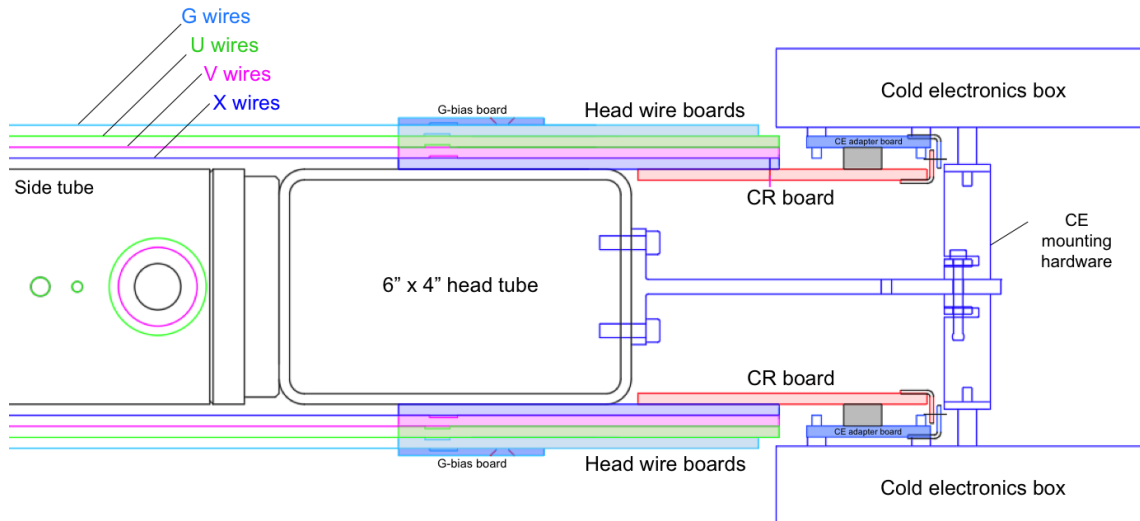 G wires
U wires
V wires
X wires
G-bias board
Head wire boards
Cold electronics box
CE adapter board
Side tube
CR board
CE
mounting
hardware
6” x 4” head tube
CR board
CE adapter board
G-bias board
Head wire boards
Cold electronics box